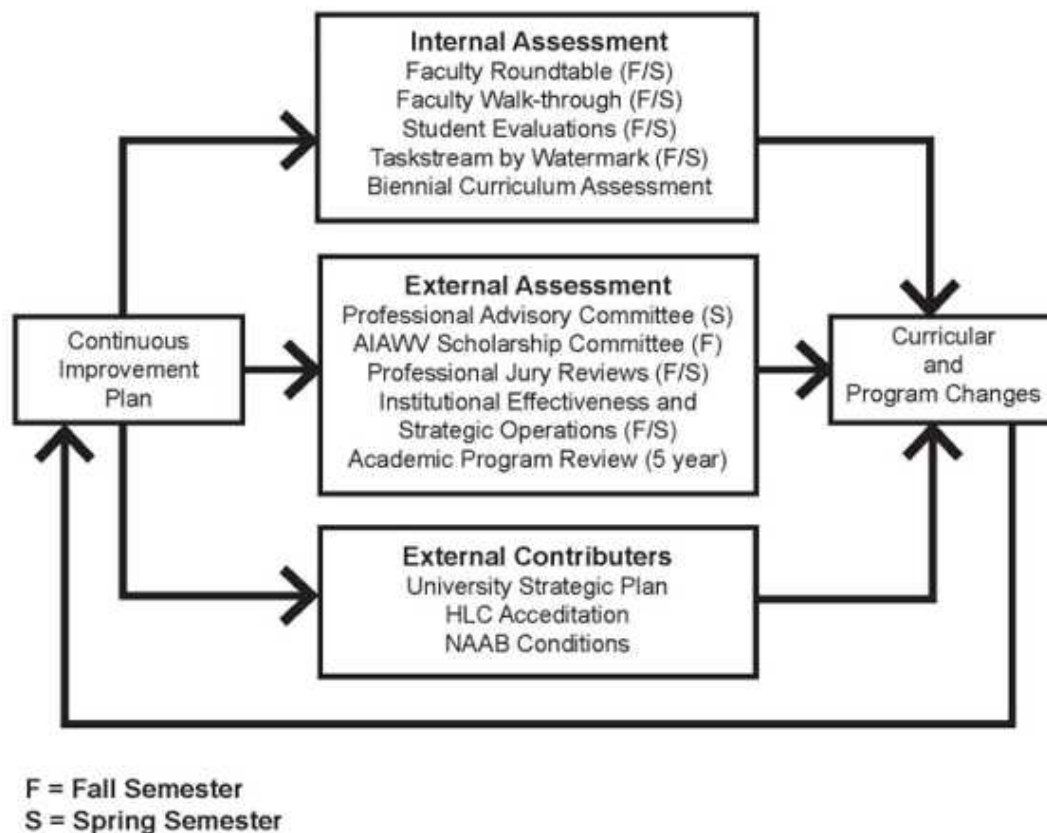 Internal Assessment
Faculty Roundtable (F/S)
Faculty Walk-through (F/S)
Student Evaluations (F/S)
Taskstream by Watermark (F/S)
Biennial Curriculum Assessment
External Assessment
Professional Advisory Committee (S)
AIAWV Scholarship Committee (F)
Professional Jury Reviews (F/S)
Institutional Effectiveness and
Strategic Operations (F/S)
Academic Program Review (5 year)
Continuous
Improvement
Plan
Curricular
and
Program Changes
External Contributers
University Strategic Plan
HLC Acceditation
NAAB Conditions
F = Fall Semester
S = Spring Semester